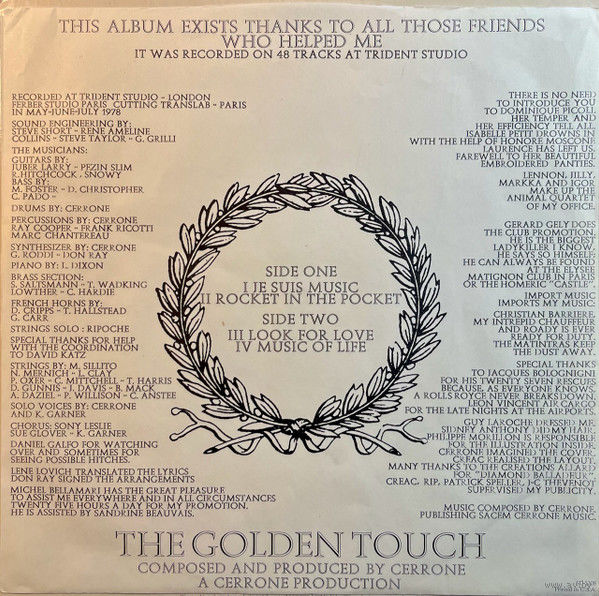 THIS ALBUM EXISTS THANKS TO ALL THOSE FRIENDS
WHO HELPED ME
IT WAS RECORDED ON 48 TRACKS AT TRIDENT STUDIO
RECORDED AT TRIDENT STUDIO - LONDON
FERBER STUDIO PARIS CUTTING TRANSLAB - PARIS
IN MAY-JUNE-JULY 1978
SOUND ENGINEERING BY:
STEVE SHORT - RENE AMELINE
COLLINS - STEVE TAYLOR - G. GRILLI
THE MUSICIANS:
GUITARS BY:
JUBER LARRY - PEZIN SLIM
R.HITCHCOCK, SNOWY
BASS BY:
M. FOSTER - D. CHRISTOPHER
C. PADO -
DRUMS BY: CERRONE
PERCUSSIONS BY: CERRONE
RAY COOPER - FRANK RICOTTI
MARC CHANTEREAU
SYNTHESIZER BY: CERRONE
G. RODDI - DON RAY
PIANO BY: L. DIXON
BRASS SECTION:
S. SALTSMANN - T. WADKING
LOWTHER - C. HARDIE
FRENCH HORNS BY:
D. CRIPPS - T. HALLSTEAD
G. CARR
STRINGS SOLO : RIPOCHE
SPECIAL THANKS FOR HELP
WITH THE COORDINATION
TO DAVID KATZ
STRINGS BY: M. SILLITO
N. MERNICH - L. CLAY
P. OXER - C. MITTCHELL - T. HARRIS
D. GUNNIS - I. DAVIS - B. MACK
A. DAZIEL - P. WILLISON - C. ANSTEE
SOLO VOICES BY: CERRONE
AND K. GARNER
CHORUS: SONY LESLIE
SUE GLOVER - K. GARNER
DANIEL GALFO FOR WATCHING
OVER AND SOMETIMES FOR
SEEING POSSIBLE HITCHES.
LENE LOVICH TRANSLATED THE LYRICS
DON RAY SIGNED THE ARRANGEMENTS
MICHEL BELLAMARI HAS THE GREAT PLEASURE
TO ASSIST ME EVERYWHERE AND IN ALL CIRCUMSTANCES
TWENTY FIVE HOURS A DAY FOR MY PROMOTION.
HE IS ASSISTED BY SANDRINE BEAUVAIS.
SIDE ONE
I JE SUIS MUSIC
II ROCKET IN THE POCKET
SIDE TWO
III LOOK FOR LOVE
IV MUSIC OF LIFE
THERE IS NO NEED
TO INTRODUCE YOU
TO DOMINIQUE PICOLI.
HER TEMPER AND
HER EFFICIENCY TELL ALL.
ISABELLE PETIT DROWNS IN
WITH THE HELP OF HONORE MOSCONE
LAURENCE HAS LEFT US.
FAREWELL TO HER BEAUTIFUL
EMBROIDERED PANTIES.
LENNON, JILLY,
MARKKA AND IGOR
MAKE UP THE
ANIMAL QUARTET
OF MY OFFICE.
GERARD GELY DOES
THE CLUB PROMOTION.
HE IS THE BIGGEST
LADYKILLER I KNOW,
HE SAYS SO HIMSELF:
HE CAN ALWAYS BE FOUND
AT THE ELYSEE
MATIGNON CLUB IN PARIS
OR THE HOMERIC "CASTLE".
IMPORT MUSIC
IMPORTS MY MUSIC.
CHRISTIAN BARRIERE,
MY INTREPID CHAUFFEUR
AND ROADY IS EVER
READY FOR DUTY.
THE MATINTRAS KEEP
THE DUST AWAY.
SPECIAL THANKS
TO JACQUES BOLOGNIGNI
FOR HIS TWENTY SEVEN RESCUES
BECAUSE, AS EVERYONE KNOWS,
A ROLLS ROYCE NEVER BREAKS DOWN.
LEON VINCENT AIR CARGO
FOR THE LATE NIGHTS AT THE AIRPORTS.
GUY LAROCHE DRESSED ME.
SIDNEY ANTHONY DID MY HAIR.
PHILIPPE MORILLON IS RESPONSIBLE
FOR THE ILLUSTRATION INSIDE,
CERRONE IMAGINED THE COVER,
CREAC REALISED THE LAYOUT.
MANY THANKS TO THE CREATIONS ALLARD
FOR "DIAMOND BALLADEUR".
CREAC, RIP, PATRICK SPELLER, J-C THEVENOT
SUPERVISED MY PUBLICITY.
MUSIC COMPOSED BY CERRONE.
PUBLISHING SACEM CERRONE MUSIC.
THE GOLDEN TOUCH
COMPOSED AND PRODUCED BY CERRONE
A CERRONE PRODUCTION
Printed in U.S.A.